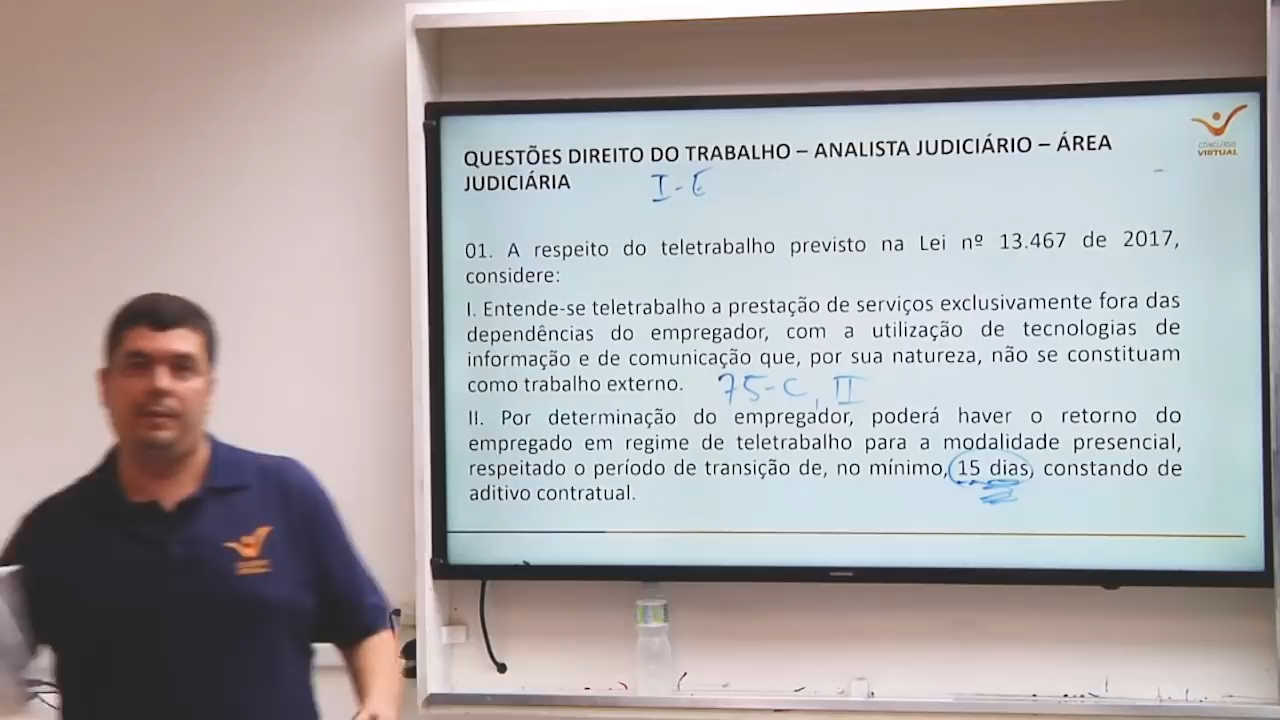 CONCURSO
VIRTUAL
QUESTÕES DIREITO DO TRABALHO – ANALISTA JUDICIÁRIO – ÁREA
JUDICIÁRIA
I - E
01. A respeito do teletrabalho previsto na Lei nº 13.467 de 2017,
considere:
I. Entende-se teletrabalho a prestação de serviços exclusivamente fora das
dependências do empregador, com a utilização de tecnologias de
informação e de comunicação que, por sua natureza, não se constituam
como trabalho externo.
75-C, II
II. Por determinação do empregador, poderá haver o retorno do
empregado em regime de teletrabalho para a modalidade presencial,
respeitado o período de transição de, no mínimo, 15 dias, constando de
aditivo contratual.